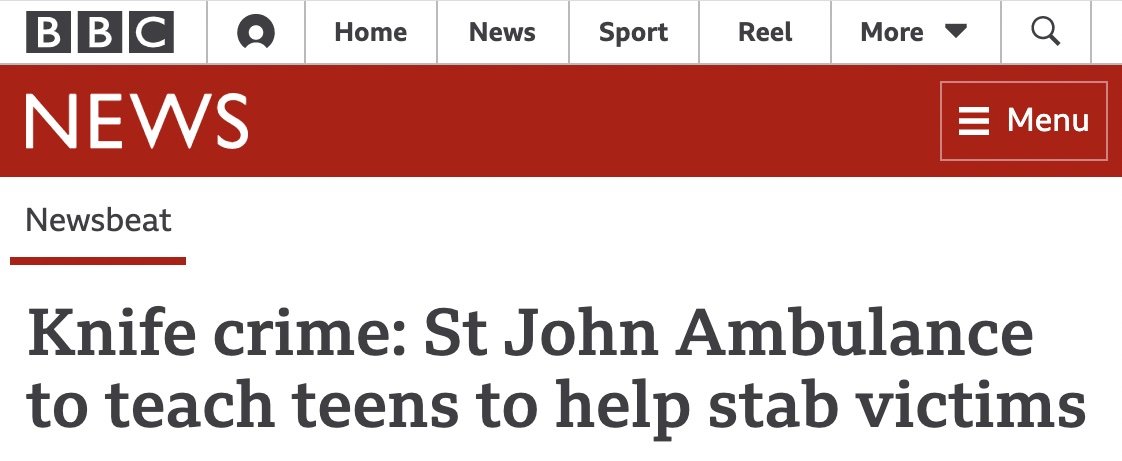 BBC Home News Sport Reel More
NEWS Menu
Newsbeat
Knife crime: St John Ambulance
to teach teens to help stab victims